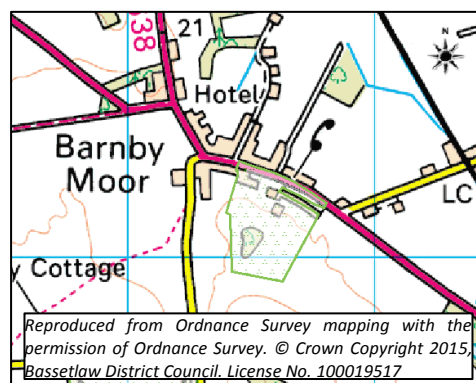 38
21
N
Hotel
Barnby
Moor
LC
y Cottage
Reproduced from Ordnance Survey mapping with the
permission of Ordnance Survey. © Crown Copyright 2015,
Bassetlaw District Council. License No. 100019517